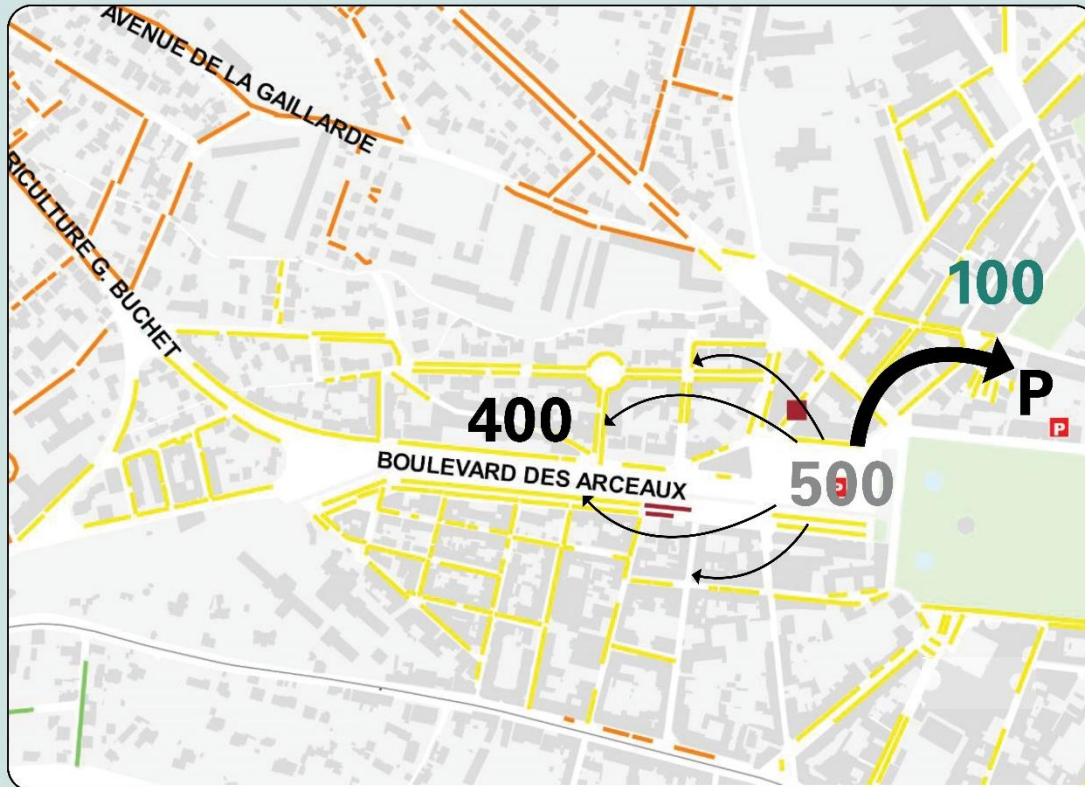 AVENUE DE LA GAILLARDE
RICULTURE G. BUCHET
100
P
P
400
BOULEVARD DES ARCEAUX
500
P